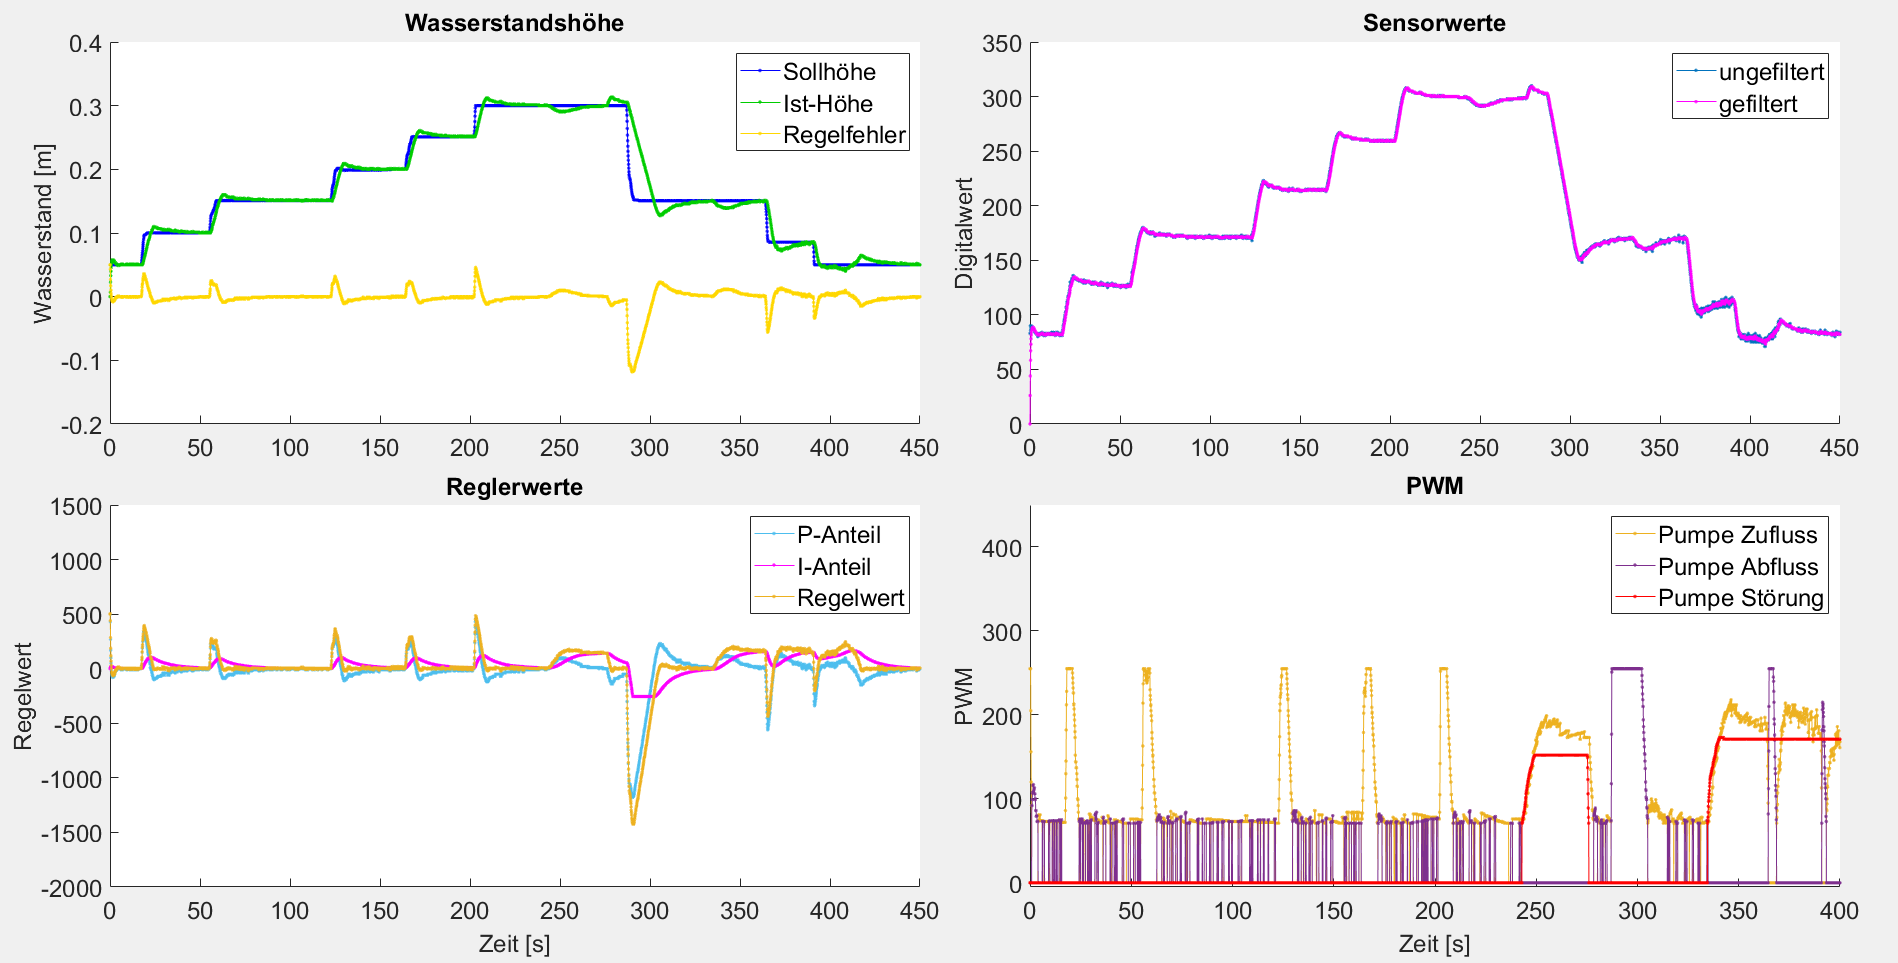 Wasserstandshöhe
Wasserstand [m]
0.4
0.3
0.2
0.1
0
-0.1
-0.2
0 50 100 150 200 250 300 350 400 450
Sollhöhe
Ist-Höhe
Regelfehler
Sensorwerte
Digitalwert
350
300
250
200
150
100
50
0
0 50 100 150 200 250 300 350 400 450
ungefiltert
gefiltert
Reglerwerte
Regelwert
1500
1000
500
0
-500
-1000
-1500
-2000
0 50 100 150 200 250 300 350 400 450
Zeit [s]
P-Anteil
I-Anteil
Regelwert
PWM
PWM
400
300
200
100
0
0 50 100 150 200 250 300 350 400
Zeit [s]
Pumpe Zufluss
Pumpe Abfluss
Pumpe Störung